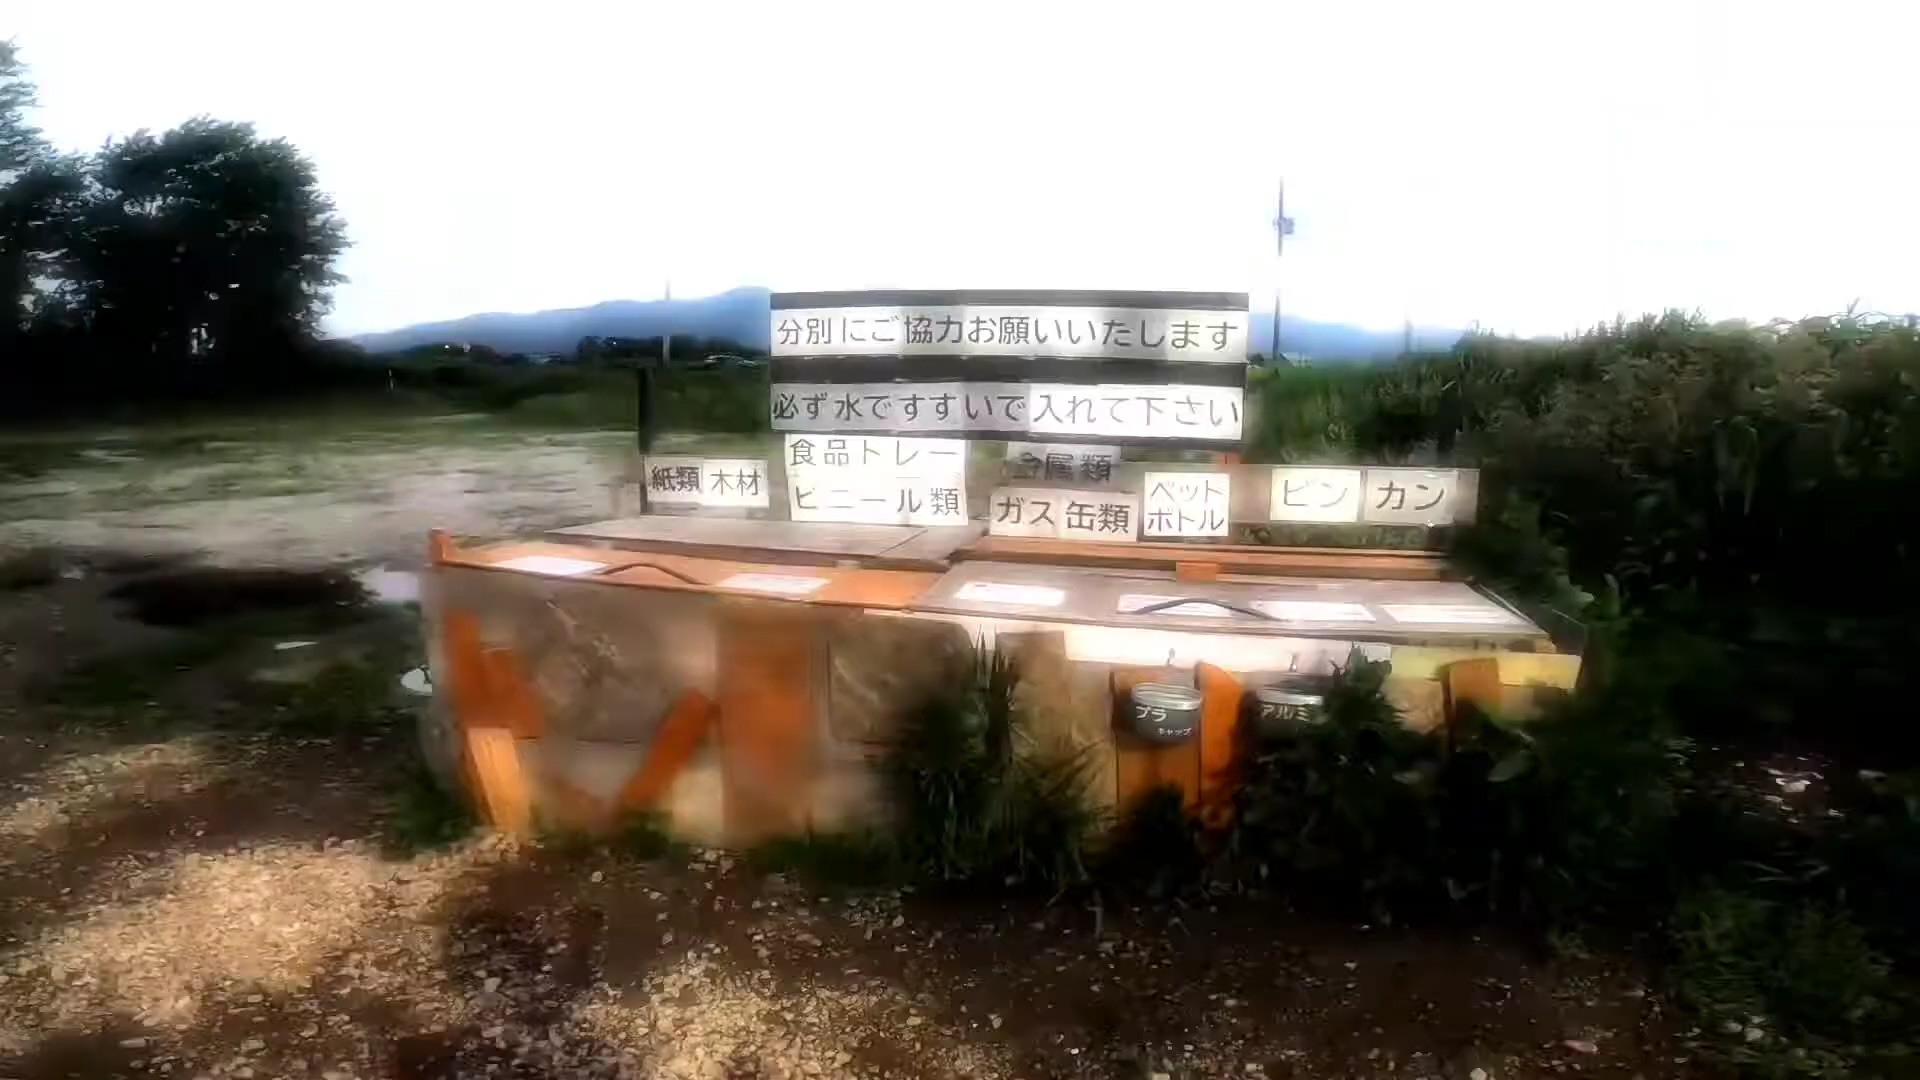 分別にご協力お願いいたします
必ず水ですすいで入れて下さい
紙類
木材
食品トレー
ビニール類
金属類
ガス缶類
ペット
ボトル
ビン
カン
プラ
キャップ
アルミ